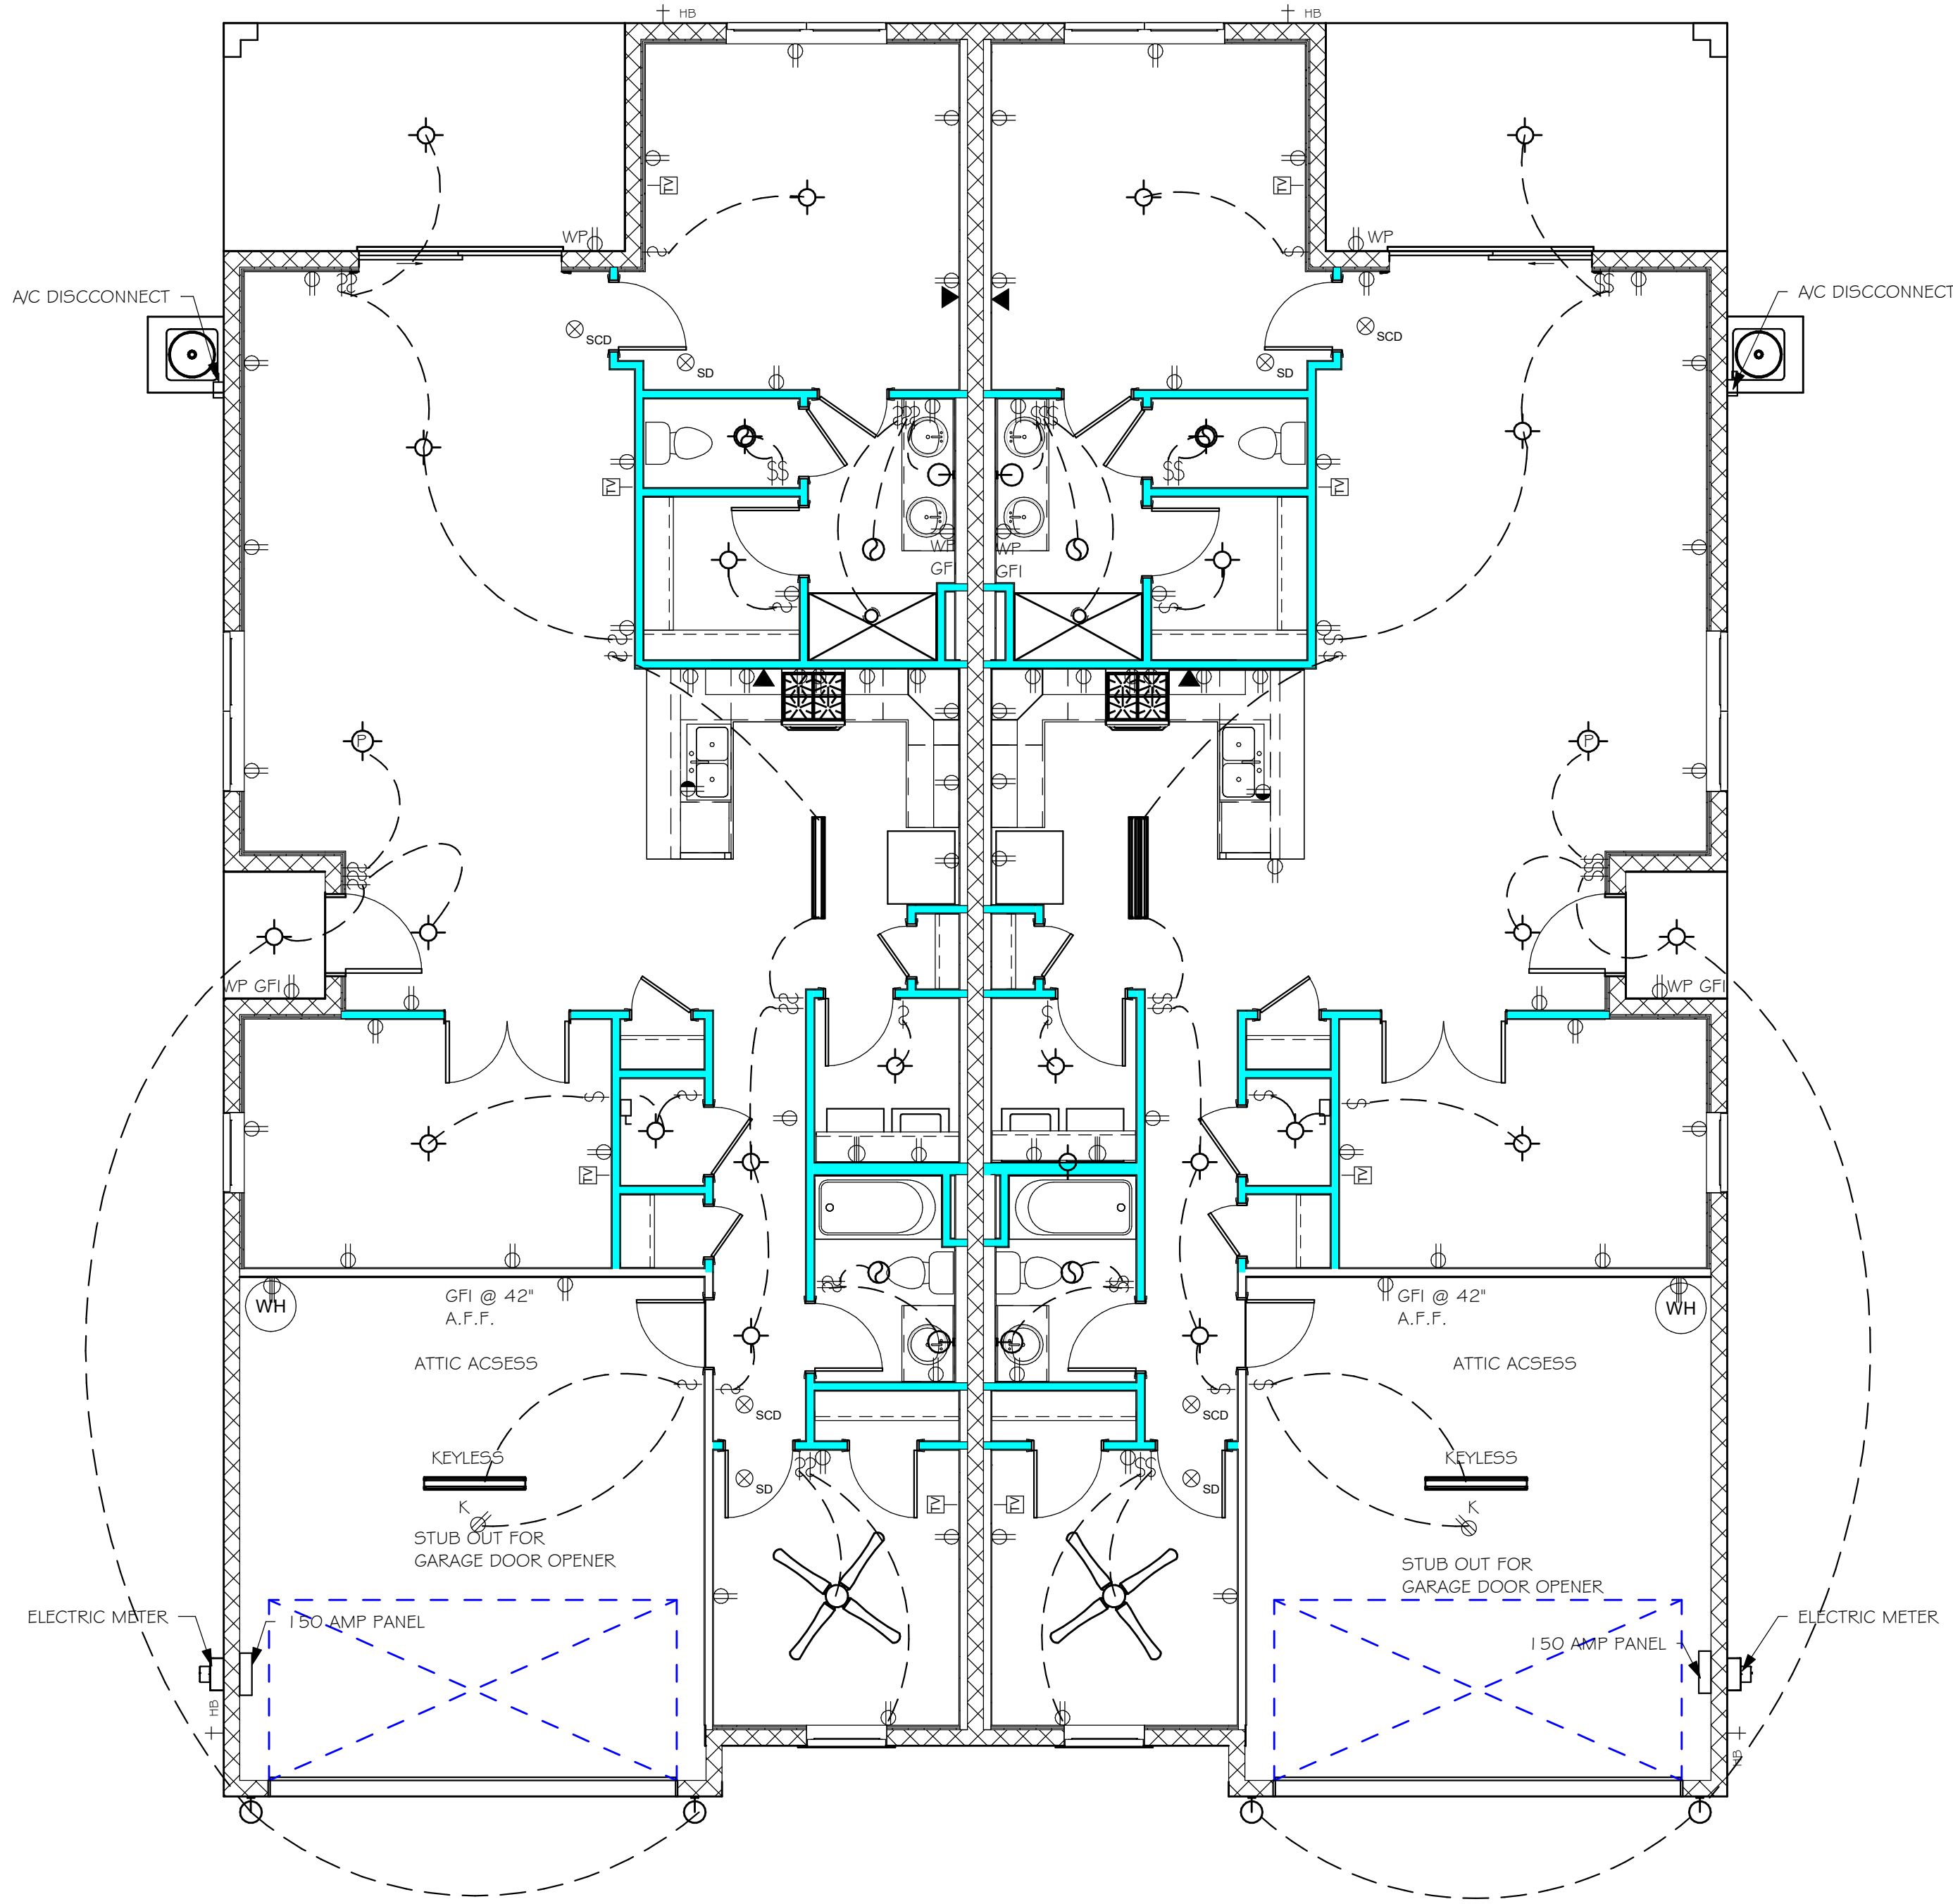 HB
HB
TV
TV
WP
WP
A/C DISCCONNECT
A/C DISCCONNECT
SCD
SCD
SD
SD
TV
TV
WP
GFI
WP
GFI
P
P
WP GFI
WP GFI
TV
TV
WH
GFI @ 42"
A.F.F.
GFI @ 42"
A.F.F.
WH
ATTIC ACSESS
ATTIC ACSESS
SCD
SCD
KEYLESS
KEYLESS
SD
SD
TV
TV
K
K
STUB OUT FOR
GARAGE DOOR OPENER
STUB OUT FOR
GARAGE DOOR OPENER
ELECTRIC METER
150 AMP PANEL
150 AMP PANEL
ELECTRIC METER
HB
HB